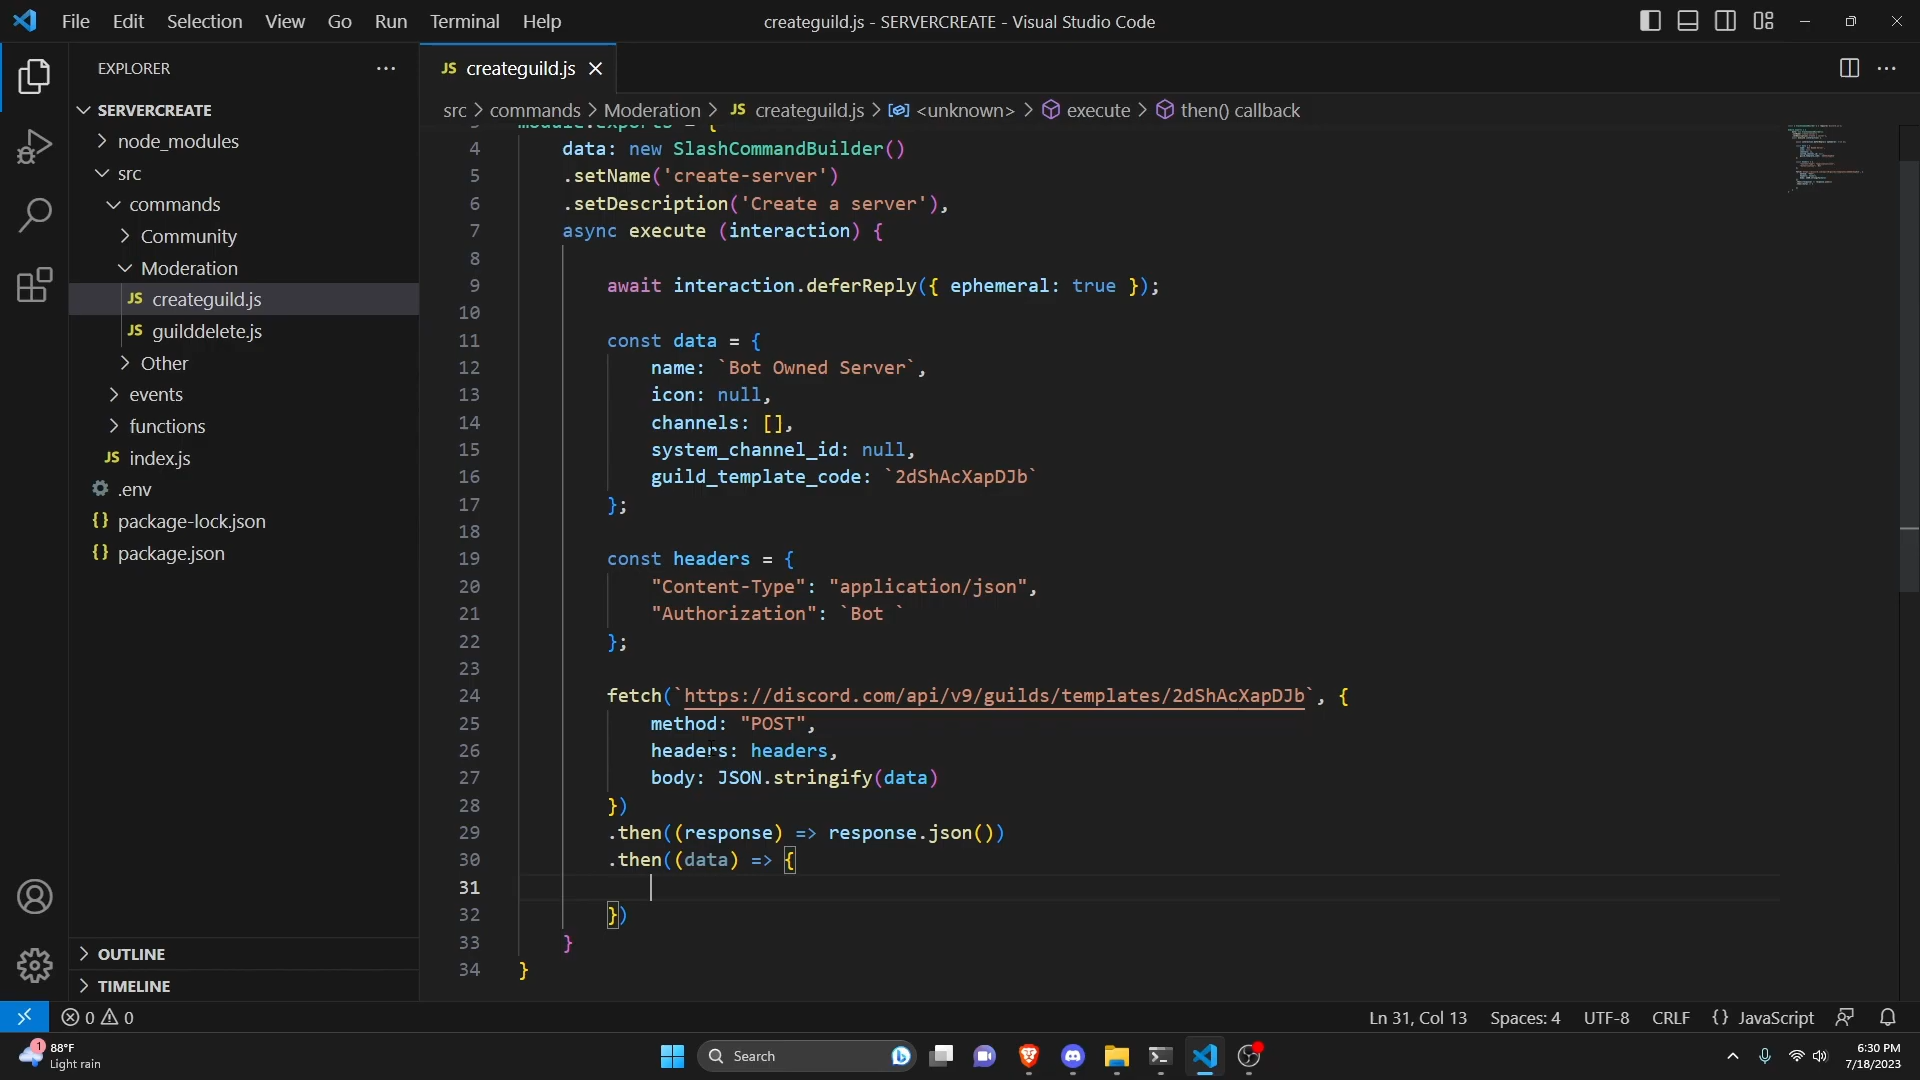 File Edit Selection View Go Run Terminal Help
createguild.js - SERVERCREATE - Visual Studio Code
EXPLORER
SERVERCREATE
node_modules
src
commands
Community
Moderation
JS createguild.js
JS guilddelete.js
Other
events
functions
JS index.js
.env
{} package-lock.json
{} package.json
OUTLINE
TIMELINE
JS createguild.js
src > commands > Moderation > JS createguild.js > <unknown> > execute > then() callback
module.exports = {
4 data: new SlashCommandBuilder()
5 .setName('create-server')
6 .setDescription('Create a server'),
7 async execute (interaction) {
8
9 await interaction.deferReply({ ephemeral: true });
10
11 const data = {
12 name: `Bot Owned Server`,
13 icon: null,
14 channels: [],
15 system_channel_id: null,
16 guild_template_code: `2dShAcXapDJb`
17 };
18
19 const headers = {
20 "Content-Type": "application/json",
21 "Authorization": `Bot `
22 };
23
24 fetch(`https://discord.com/api/v9/guilds/templates/2dShAcXapDJb`, {
25 method: "POST",
26 headers: headers,
27 body: JSON.stringify(data)
28 })
29 .then((response) => response.json())
30 .then((data) => {
31
32 })
33 }
34 }
0 0
Ln 31, Col 13 Spaces: 4 UTF-8 CRLF {} JavaScript
1
88°F
Light rain
Search
6:30 PM
7/18/2023